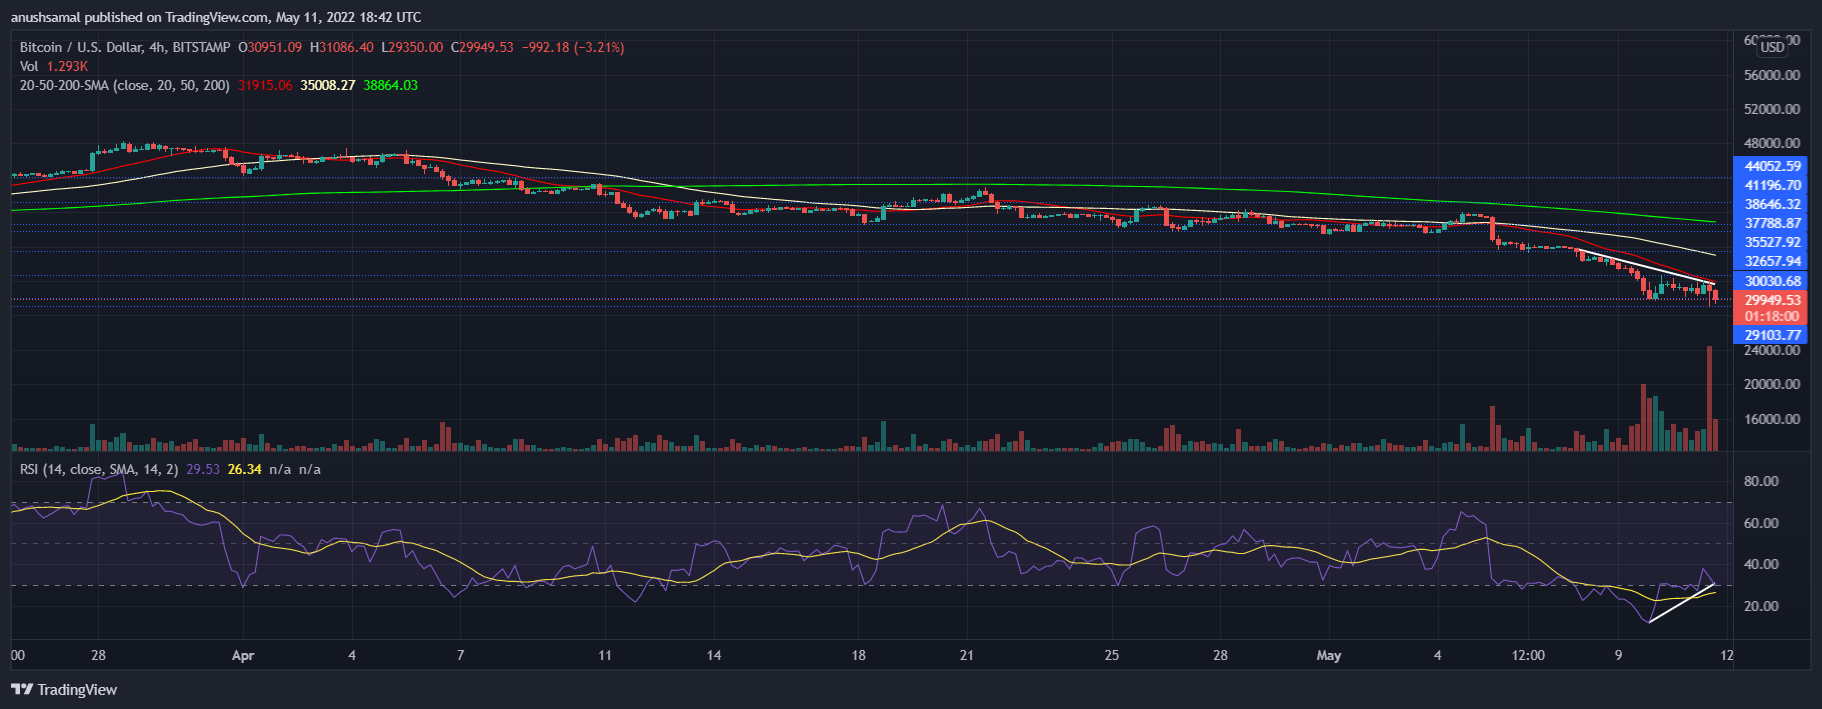 anushsamal published on TradingView.com, May 11, 2022 18:42 UTC
Bitcoin / U.S. Dollar, 4h, BITSTAMP O30951.09 H31086.40 L29350.00 C29949.53 −992.18 (−3.21%)
Vol 1.293K
20-50-200-SMA (close, 20, 50, 200) 31915.06 35008.27 38864.03
USD
56000.00
52000.00
48000.00
44052.59
41196.70
38646.32
37788.87
35527.92
32657.94
30030.68
29949.53
01:18:00
29103.77
24000.00
20000.00
16000.00
RSI (14, close, SMA, 14, 2) 29.53 26.34 n/a n/a
80.00
60.00
40.00
20.00
:00 28 Apr 4 7 11 14 18 21 25 28 May 4 12:00 9 12
TradingView